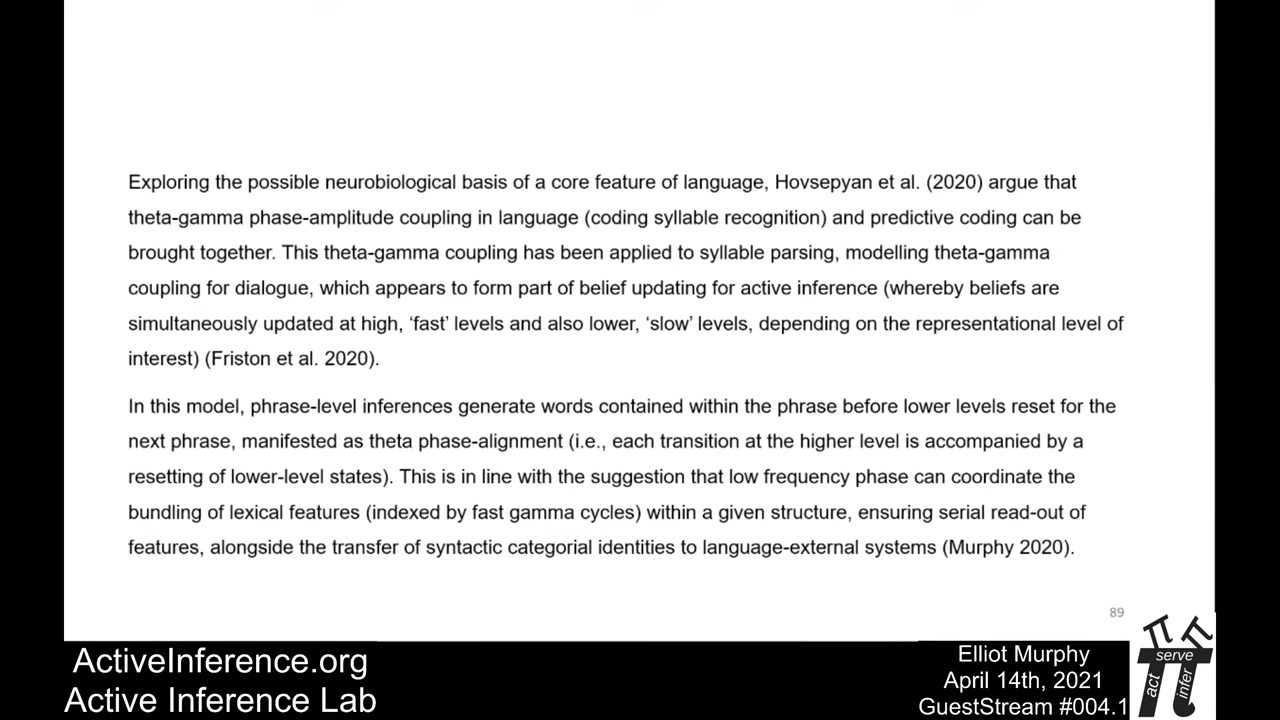 Exploring the possible neurobiological basis of a core feature of language, Hovsepyan et al. (2020) argue that
theta-gamma phase-amplitude coupling in language (coding syllable recognition) and predictive coding can be
brought together. This theta-gamma coupling has been applied to syllable parsing, modelling theta-gamma
coupling for dialogue, which appears to form part of belief updating for active inference (whereby beliefs are
simultaneously updated at high, ‘fast’ levels and also lower, ‘slow’ levels, depending on the representational level of
interest) (Friston et al. 2020).
In this model, phrase-level inferences generate words contained within the phrase before lower levels reset for the
next phrase, manifested as theta phase-alignment (i.e., each transition at the higher level is accompanied by a
resetting of lower-level states). This is in line with the suggestion that low frequency phase can coordinate the
bundling of lexical features (indexed by fast gamma cycles) within a given structure, ensuring serial read-out of
features, alongside the transfer of syntactic categorial identities to language-external systems (Murphy 2020).
89
ActiveInference.org
Active Inference Lab
Elliot Murphy
April 14th, 2021
GuestStream #004.1
π π
serve
act
infer